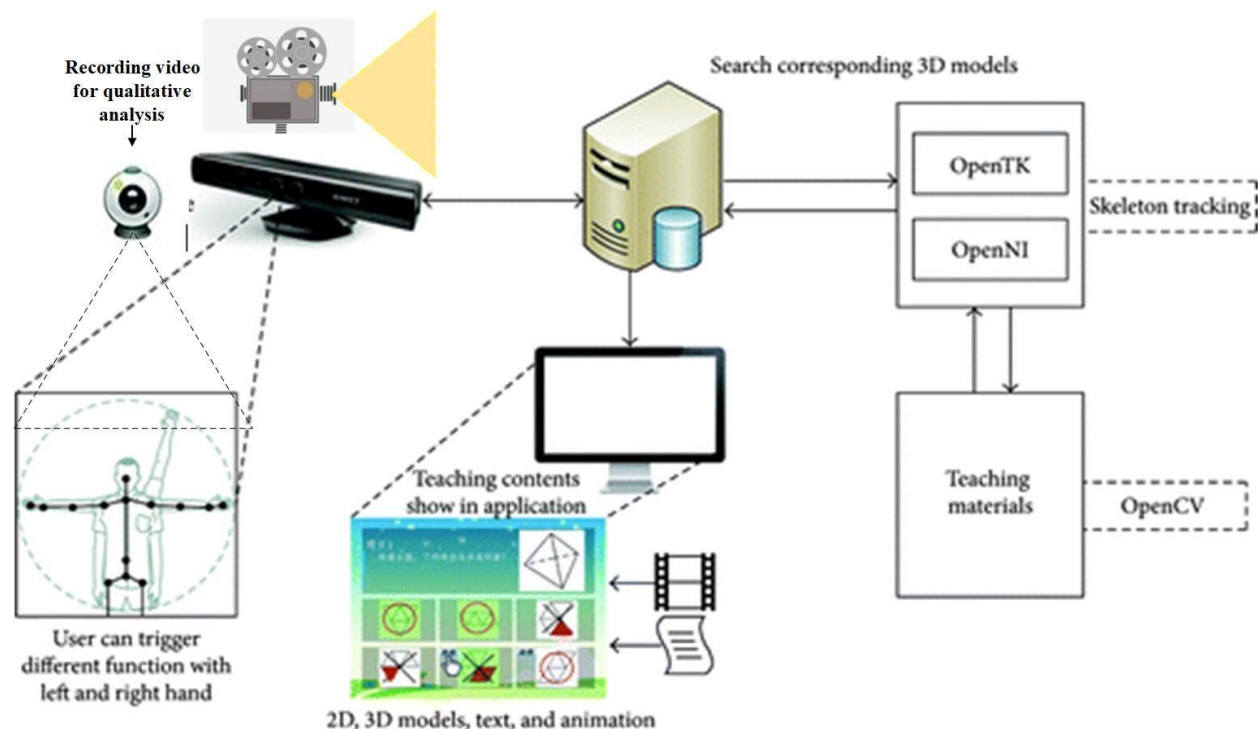 Recording video
for qualitative
analysis
Search corresponding 3D models
OpenTK
OpenNI
Skeleton tracking
Teaching
materials
OpenCV
Teaching contents
show in application
User can trigger
different function with
left and right hand
2D, 3D models, text, and animation